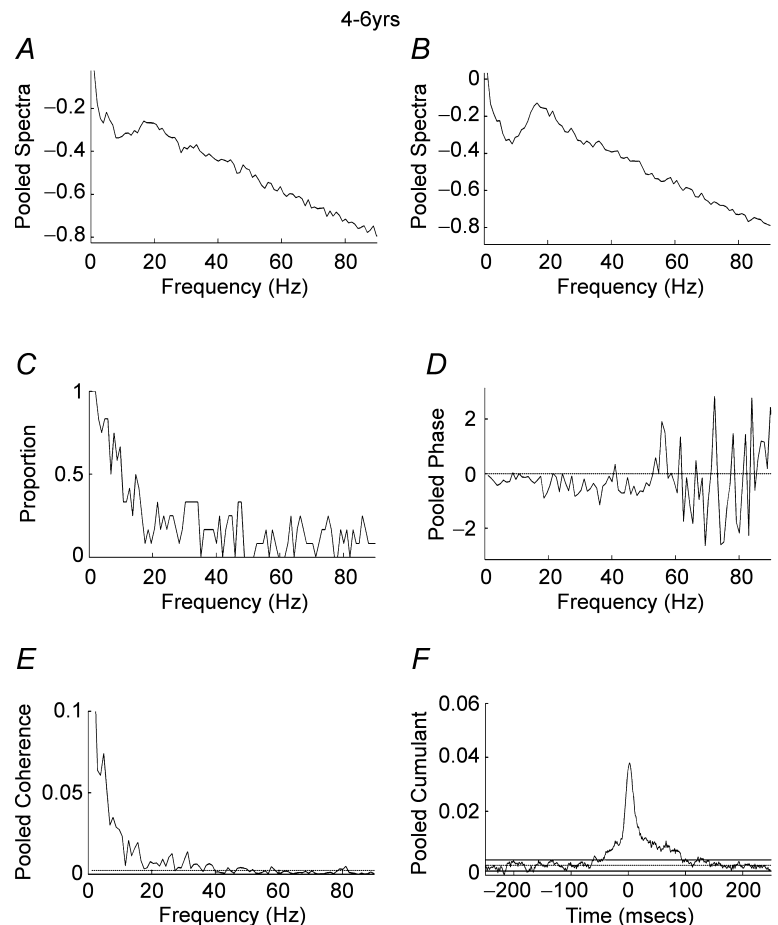 4-6yrs
A
B
Pooled Spectra
−0.2
−0.4
−0.6
−0.8
0 20 40 60 80
Frequency (Hz)
Pooled Spectra
0
−0.2
−0.4
−0.6
−0.8
0 20 40 60 80
Frequency (Hz)
C
D
Proportion
1
0.5
0
0 20 40 60 80
Frequency (Hz)
Pooled Phase
2
0
−2
0 20 40 60 80
Frequency (Hz)
E
F
Pooled Coherence
0.1
0.05
0
0 20 40 60 80
Frequency (Hz)
Pooled Cumulant
0.06
0.04
0.02
0
−200 −100 0 100 200
Time (msecs)